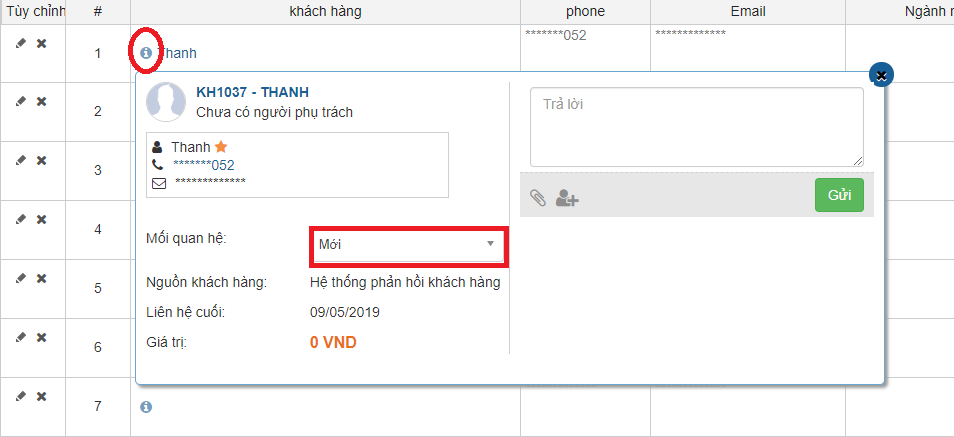 Tùy chỉnh # khách hàng phone Email Ngành
1 Thanh *******052 *************
KH1037 - THANH
Chưa có người phụ trách
Thanh
*******052
*************
Mối quan hệ: Mới
Nguồn khách hàng: Hệ thống phản hồi khách hàng
Liên hệ cuối: 09/05/2019
Giá trị: 0 VND
Trả lời
Gửi
2
3
4
5
6
7